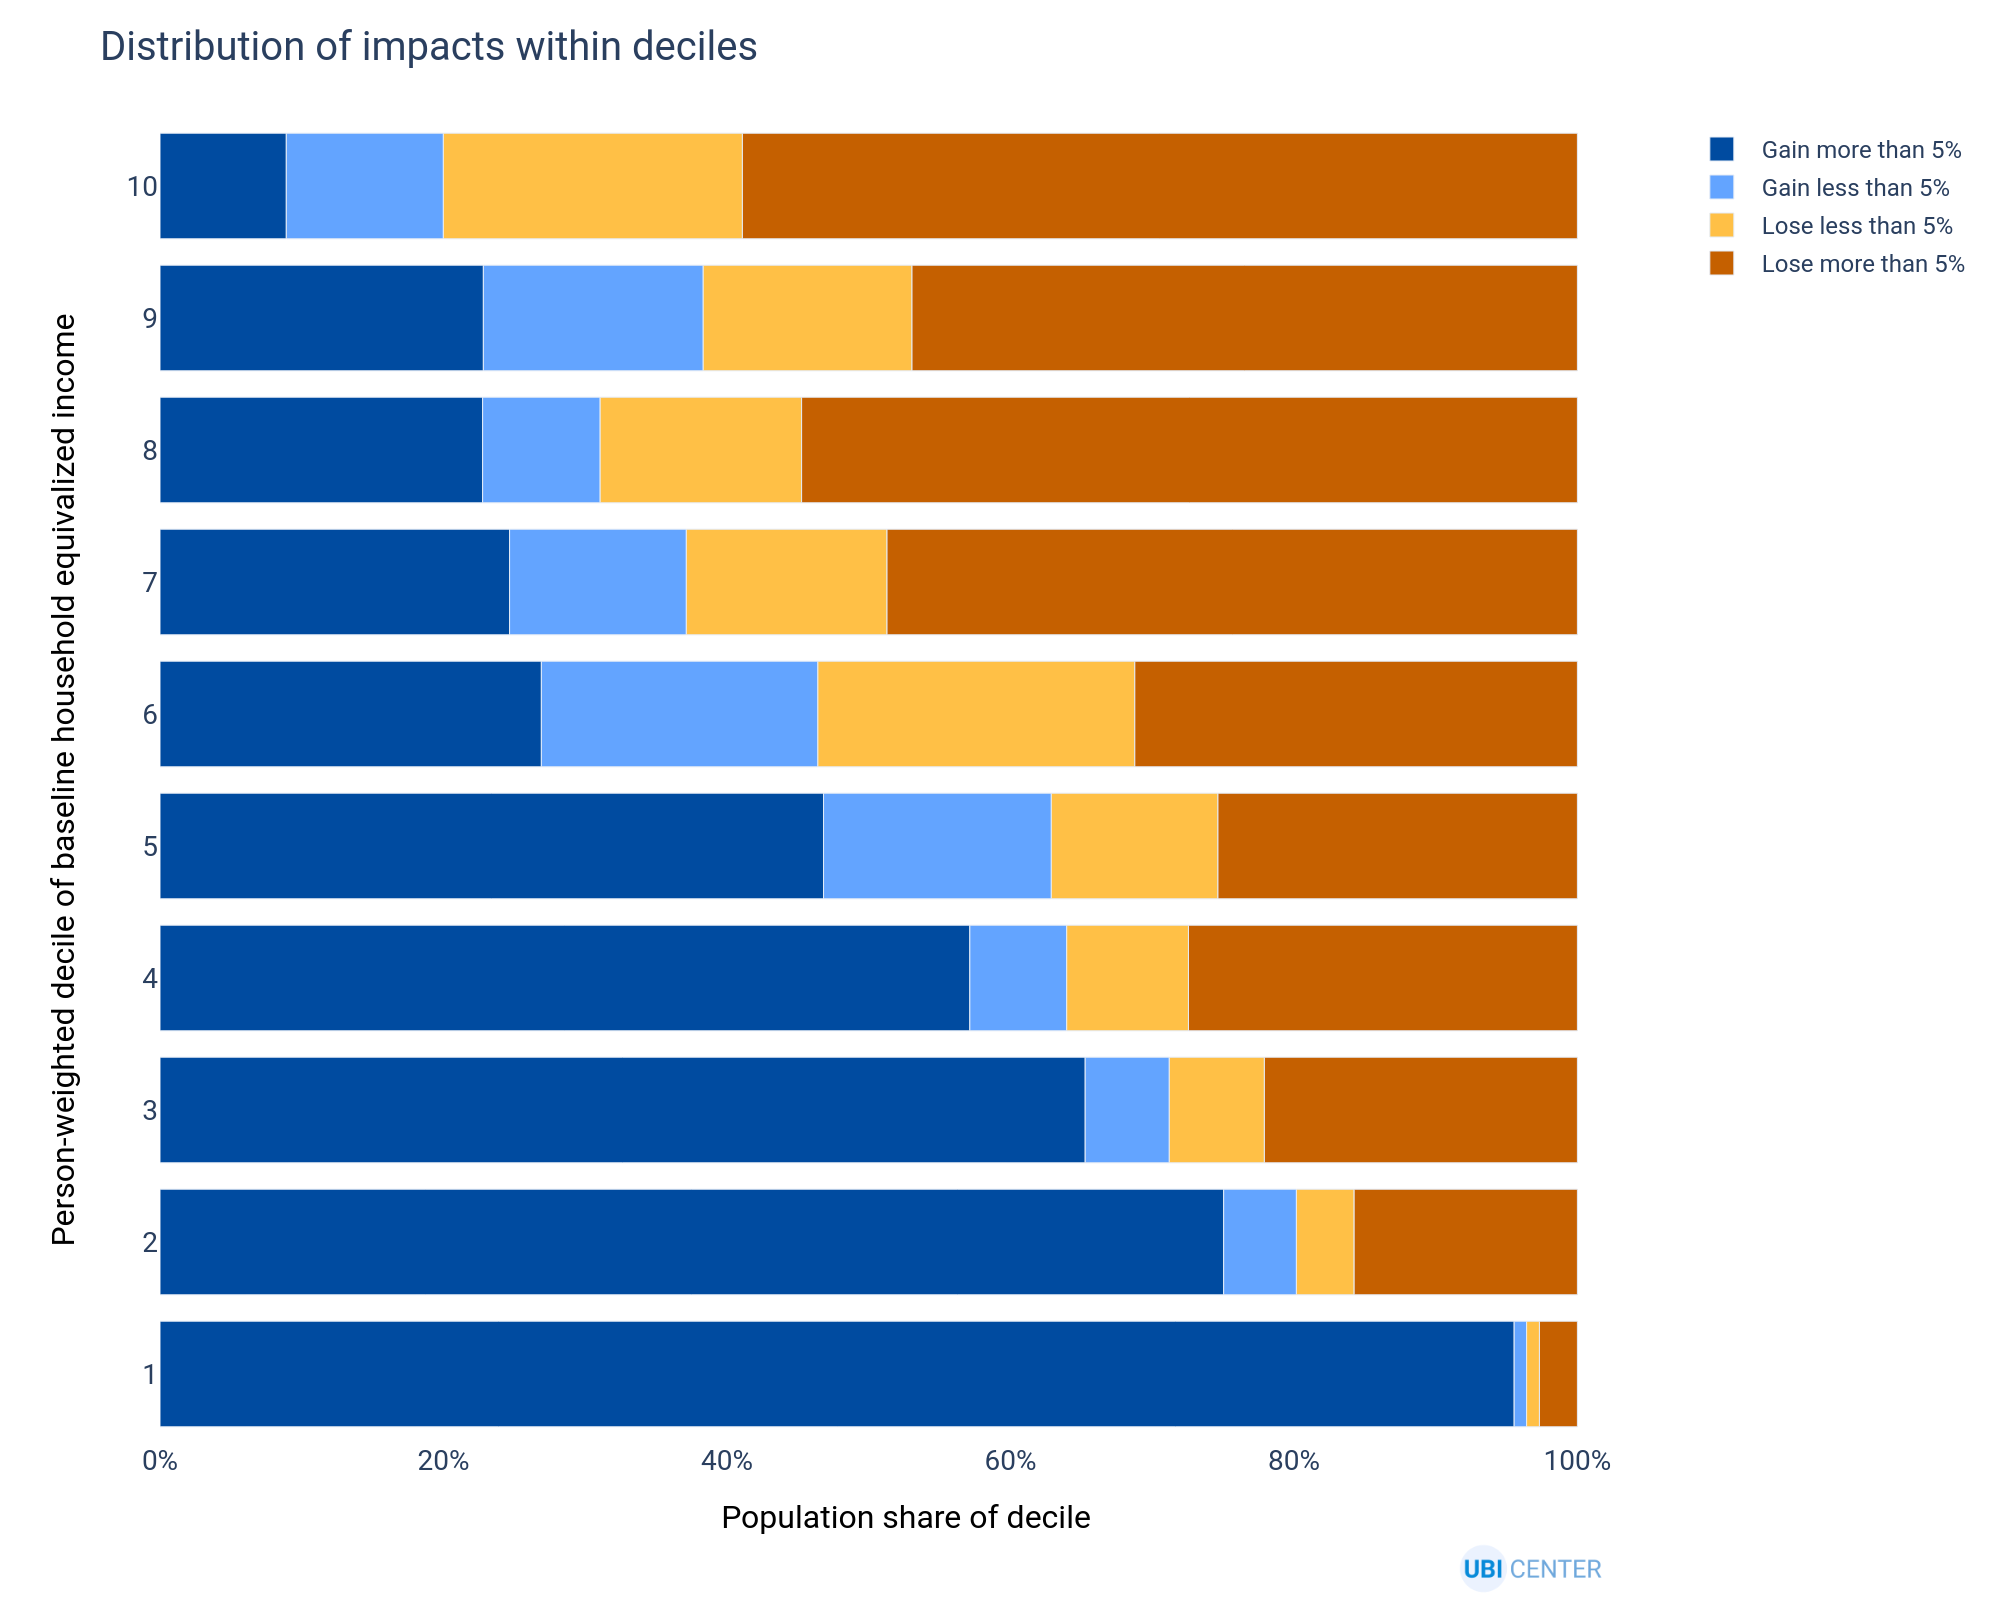 Distribution of impacts within deciles
Gain more than 5%
Gain less than 5%
Lose less than 5%
Lose more than 5%
Person-weighted decile of baseline household equivalized income
10
9
8
7
6
5
4
3
2
1
0% 20% 40% 60% 80% 100%
Population share of decile
UBI CENTER